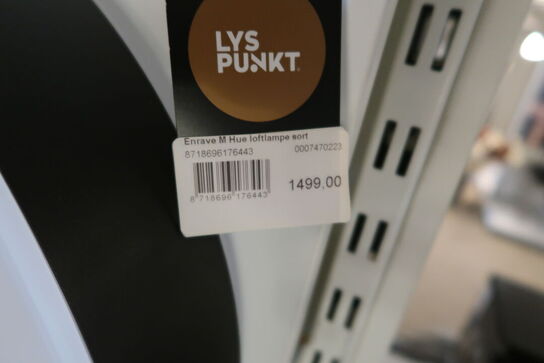 LYS
PUNKT
Enrave M Hue loftlampe sort
8718696176443 0007470223
1499,00
8 718696 176443